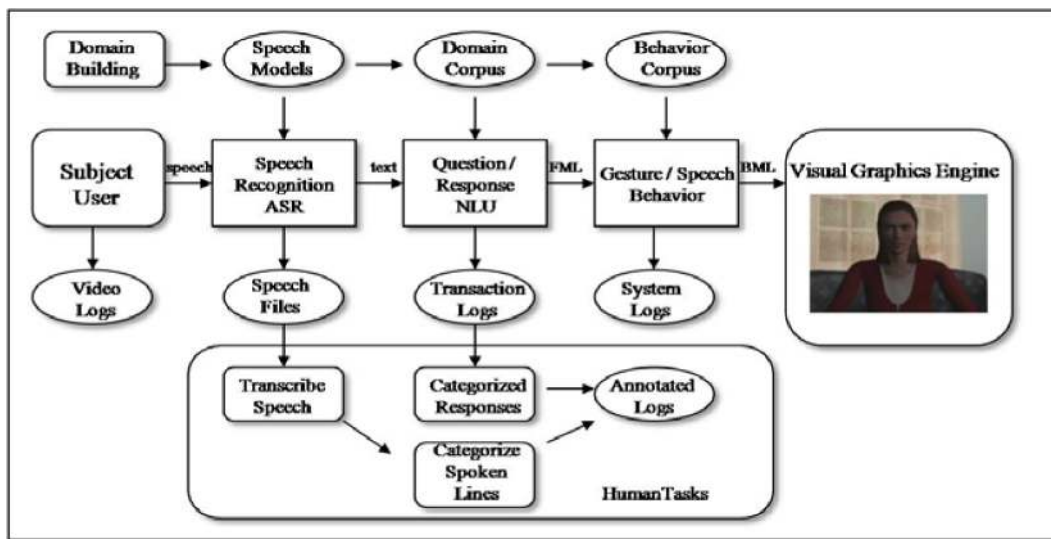 Domain
Building
Speech
Models
Domain
Corpus
Behavior
Corpus
Subject
User
speech
Speech
Recognition
ASR
text
Question /
Response
NLU
FML
Gesture / Speech
Behavior
BML
Visual Graphics Engine
Video
Logs
Speech
Files
Transaction
Logs
System
Logs
Transcribe
Speech
Categorized
Responses
Annotated
Logs
Categorize
Spoken
Lines
HumanTasks